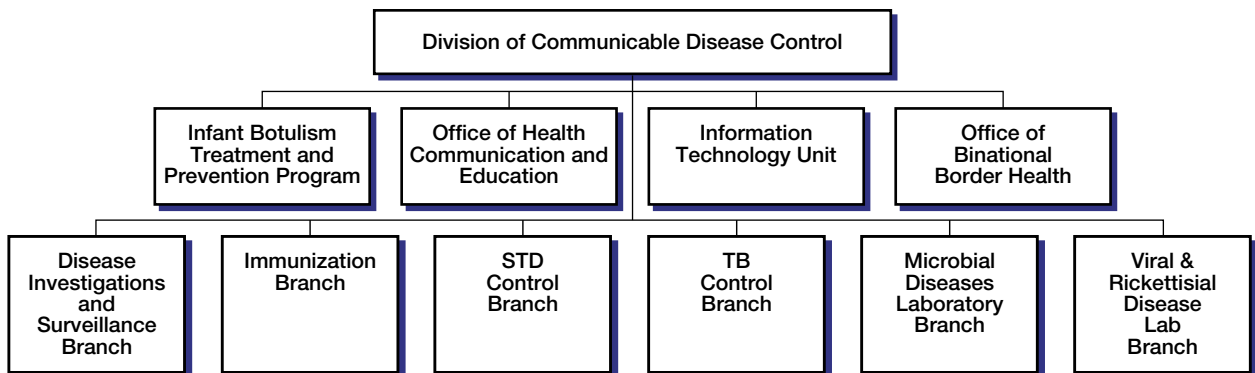 Division of Communicable Disease Control
Infant Botulism
Treatment and
Prevention Program
Office of Health
Communication and
Education
Information
Technology Unit
Office of
Binational
Border Health
Disease
Investigations
and
Surveillance
Branch
Immunization
Branch
STD
Control
Branch
TB
Control
Branch
Microbial
Diseases
Laboratory
Branch
Viral &
Rickettisial
Disease
Lab
Branch